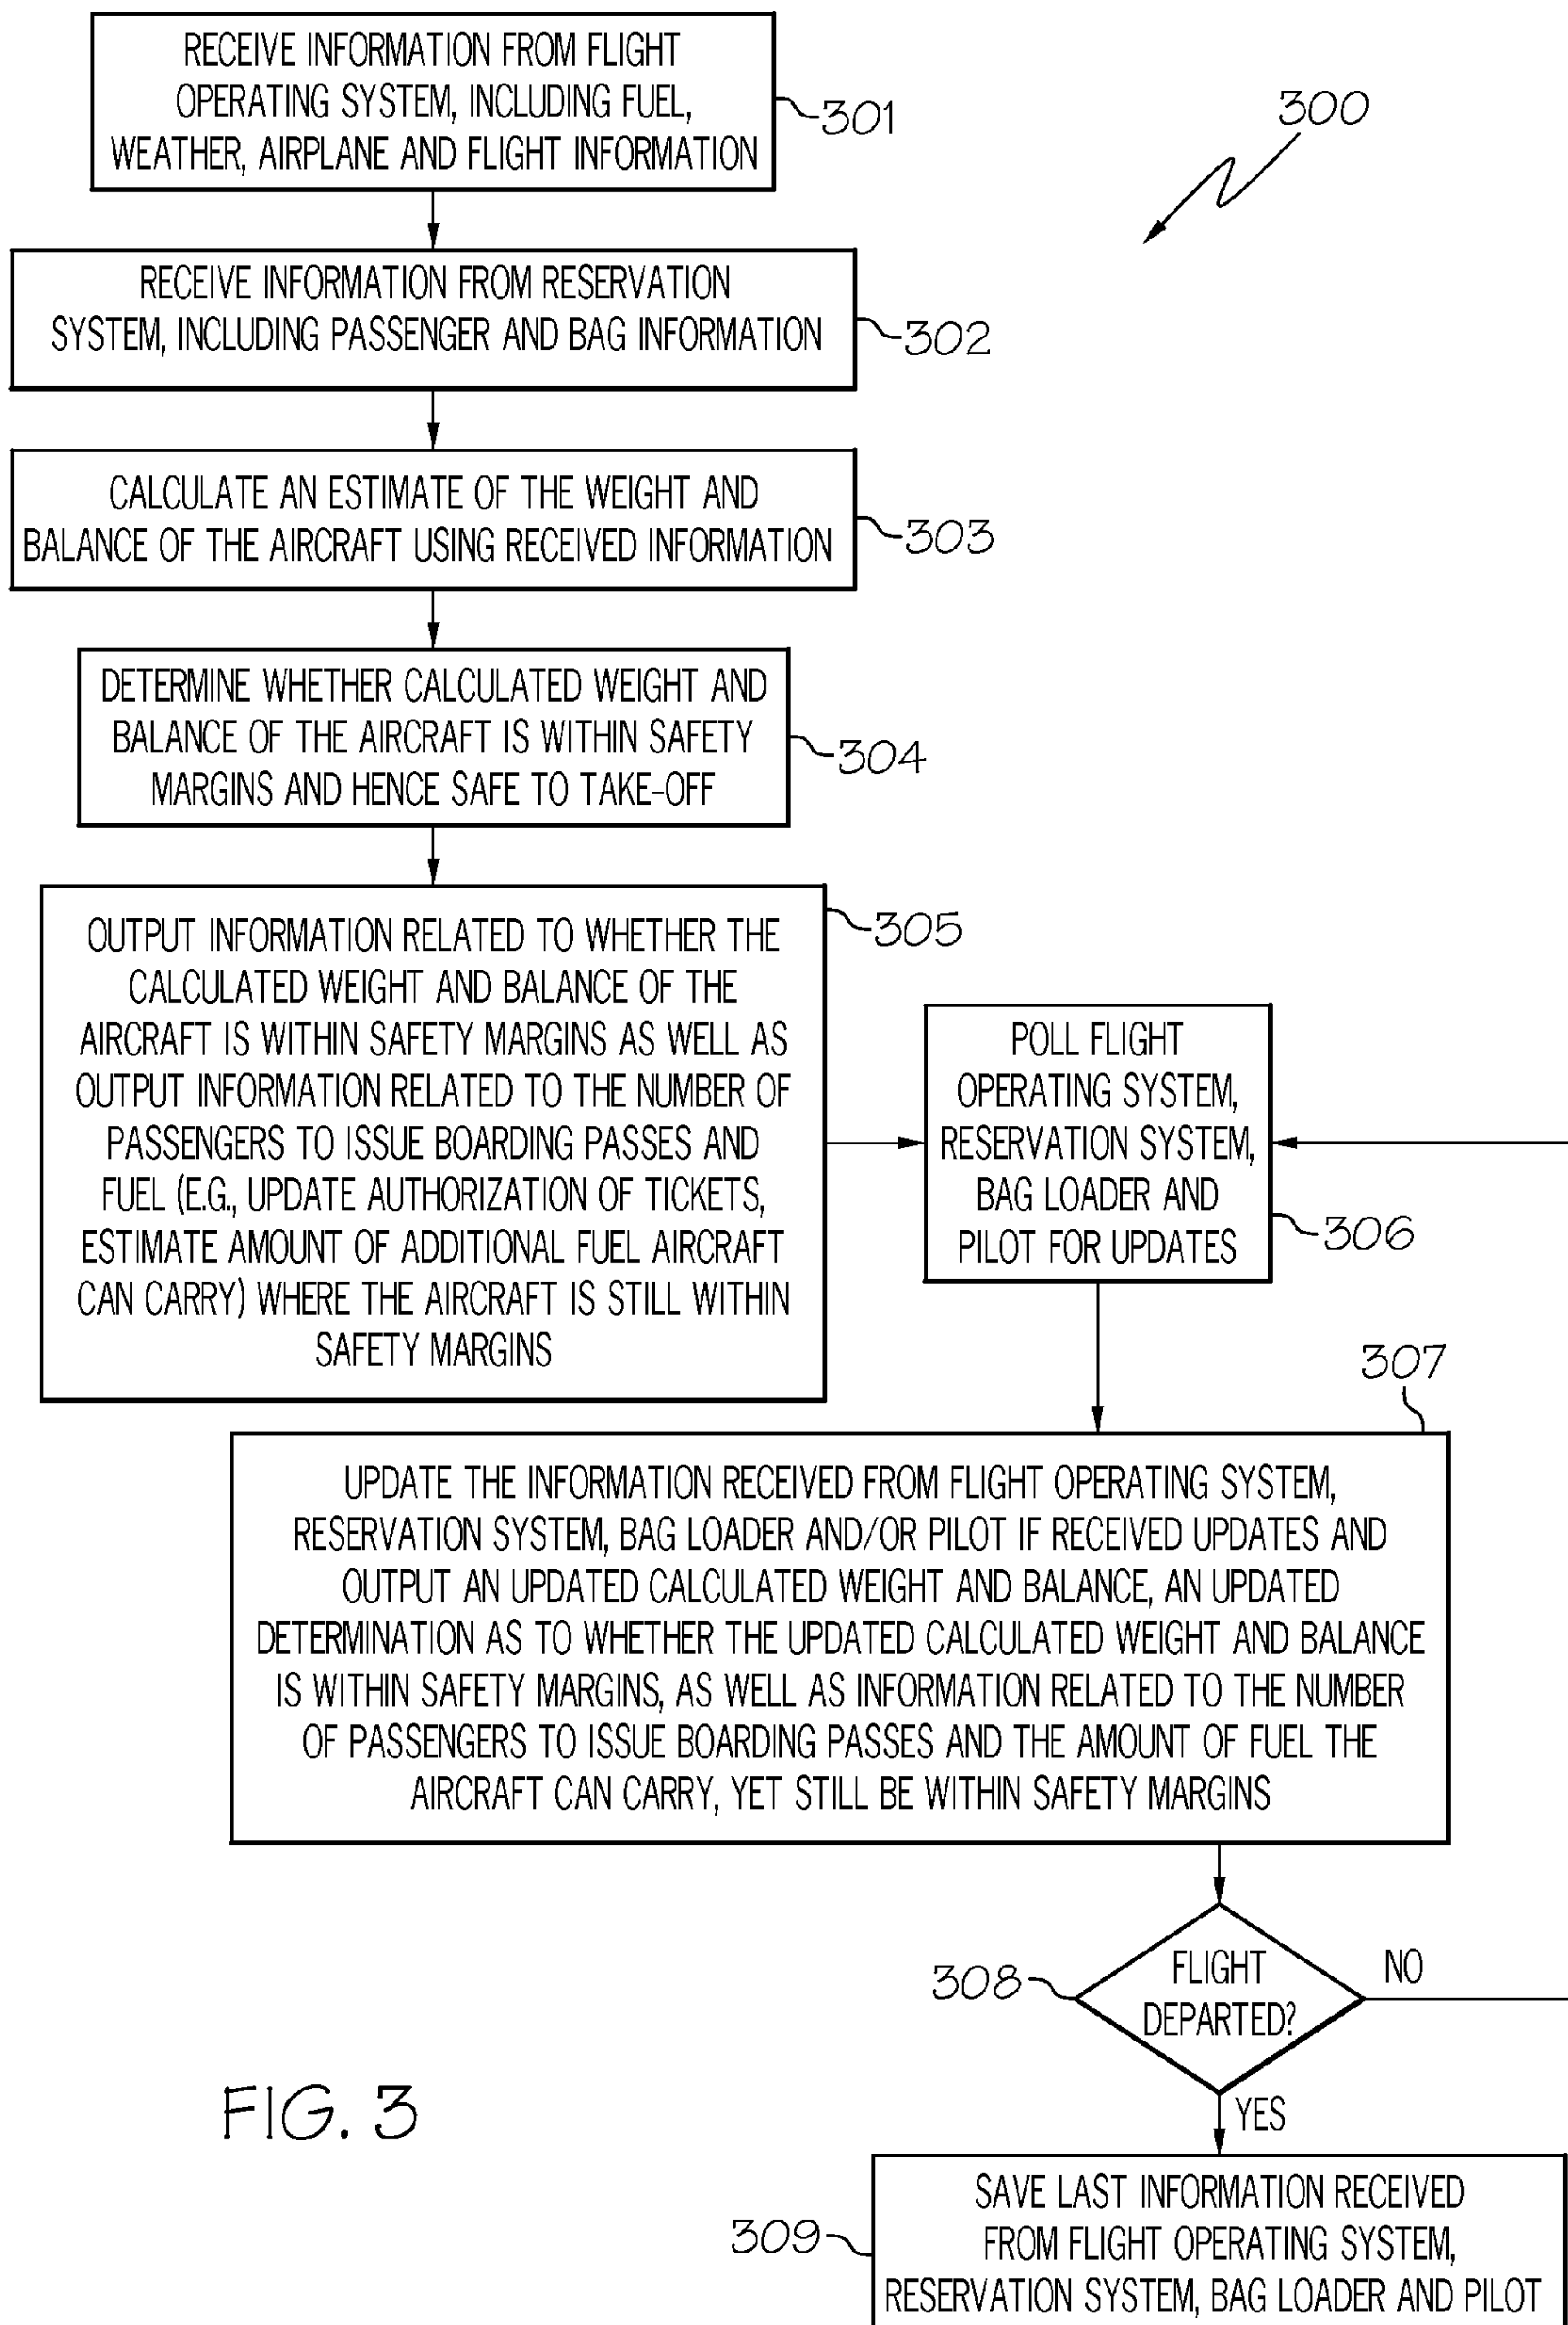 RECEIVE INFORMATION FROM FLIGHT
OPERATING SYSTEM, INCLUDING FUEL,
WEATHER, AIRPLANE AND FLIGHT INFORMATION
301
300
RECEIVE INFORMATION FROM RESERVATION
SYSTEM, INCLUDING PASSENGER AND BAG INFORMATION
302
CALCULATE AN ESTIMATE OF THE WEIGHT AND
BALANCE OF THE AIRCRAFT USING RECEIVED INFORMATION
303
DETERMINE WHETHER CALCULATED WEIGHT AND
BALANCE OF THE AIRCRAFT IS WITHIN SAFETY
MARGINS AND HENCE SAFE TO TAKE-OFF
304
OUTPUT INFORMATION RELATED TO WHETHER THE
CALCULATED WEIGHT AND BALANCE OF THE
AIRCRAFT IS WITHIN SAFETY MARGINS AS WELL AS
OUTPUT INFORMATION RELATED TO THE NUMBER OF
PASSENGERS TO ISSUE BOARDING PASSES AND
FUEL (E.G., UPDATE AUTHORIZATION OF TICKETS,
ESTIMATE AMOUNT OF ADDITIONAL FUEL AIRCRAFT
CAN CARRY) WHERE THE AIRCRAFT IS STILL WITHIN
SAFETY MARGINS
305
POLL FLIGHT
OPERATING SYSTEM,
RESERVATION SYSTEM,
BAG LOADER AND
PILOT FOR UPDATES
306
307
UPDATE THE INFORMATION RECEIVED FROM FLIGHT OPERATING SYSTEM,
RESERVATION SYSTEM, BAG LOADER AND/OR PILOT IF RECEIVED UPDATES AND
OUTPUT AN UPDATED CALCULATED WEIGHT AND BALANCE, AN UPDATED
DETERMINATION AS TO WHETHER THE UPDATED CALCULATED WEIGHT AND BALANCE
IS WITHIN SAFETY MARGINS, AS WELL AS INFORMATION RELATED TO THE NUMBER
OF PASSENGERS TO ISSUE BOARDING PASSES AND THE AMOUNT OF FUEL THE
AIRCRAFT CAN CARRY, YET STILL BE WITHIN SAFETY MARGINS
308
FLIGHT
DEPARTED?
NO
YES
FIG. 3
309
SAVE LAST INFORMATION RECEIVED
FROM FLIGHT OPERATING SYSTEM,
RESERVATION SYSTEM, BAG LOADER AND PILOT